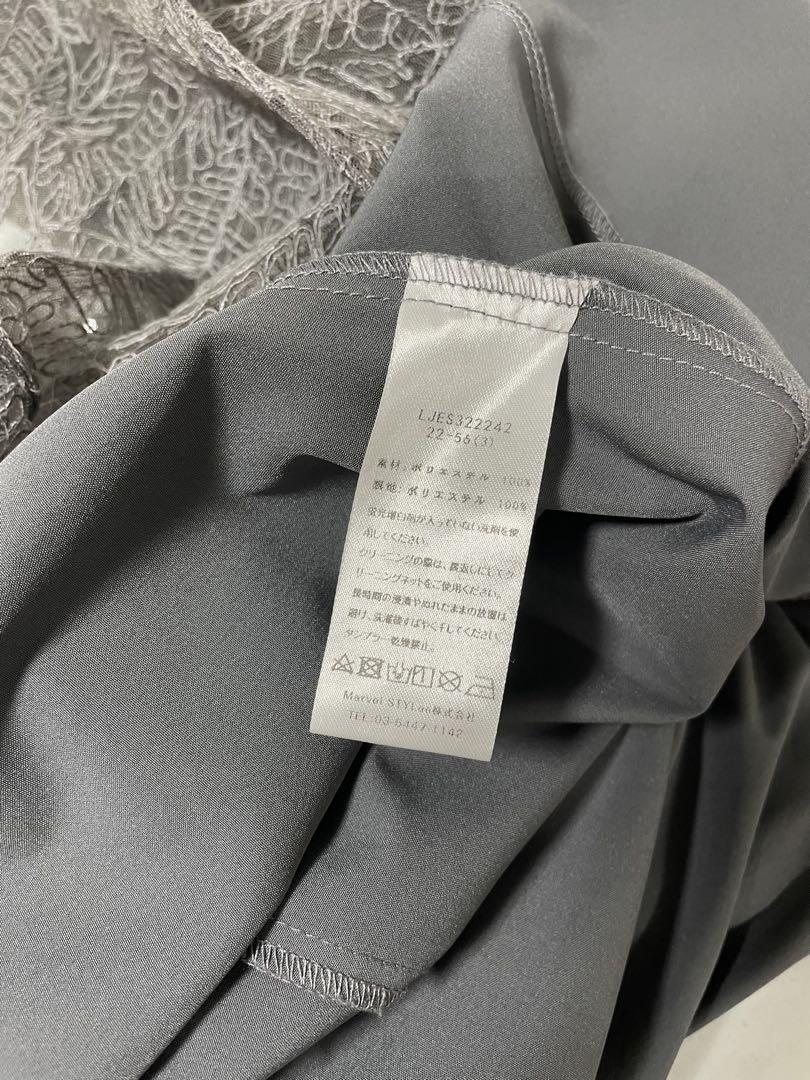 LJES322242
22-56(3)
素材:ポリエステル 100%
裏地:ポリエステル 100%
蛍光増白剤が入っていない洗剤を使
用してください。
クリーニングの際は、裏返しにしてク
リーニングネットをご使用ください。
長時間の浸漬やぬれたままの放置は
避け、洗濯後すばやく干してください。
タンブラー乾燥禁止。
Marvel STYLee株式会社
TEL:03-6447-1142